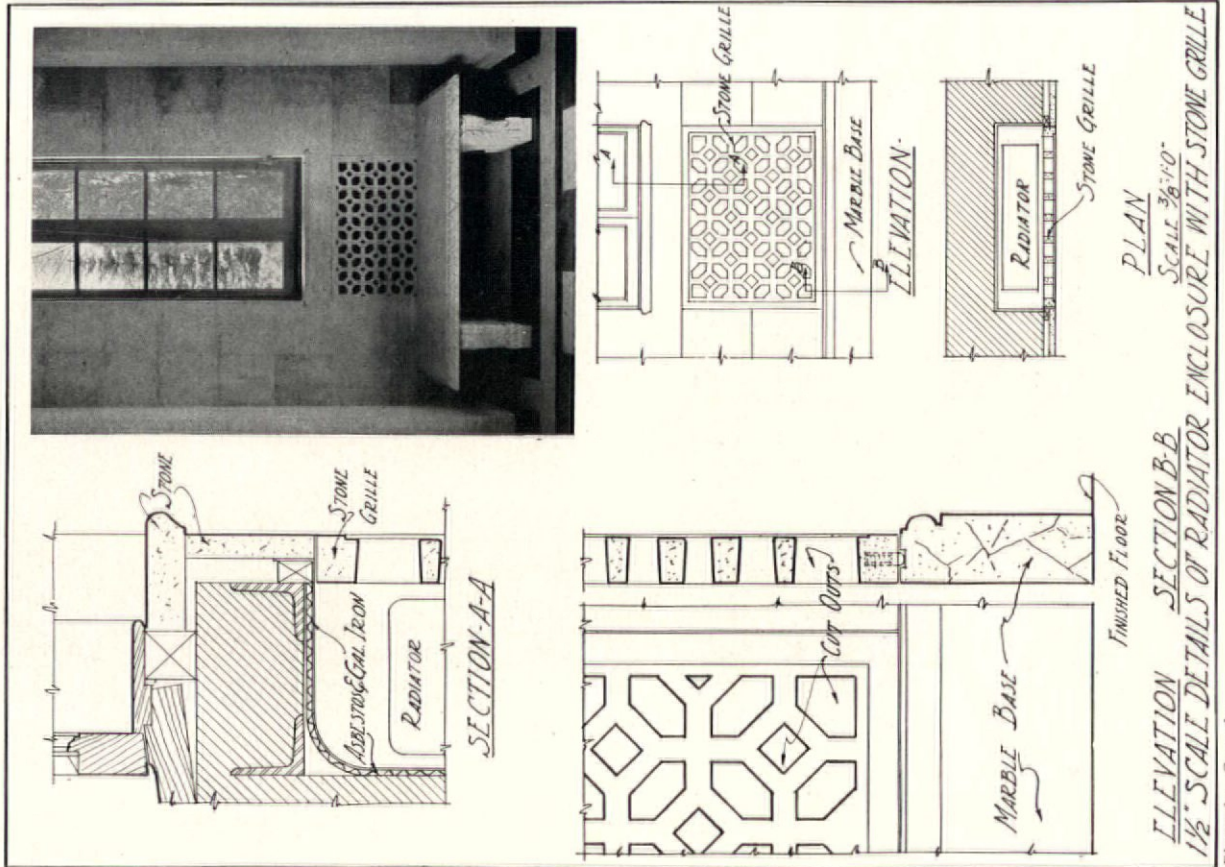 STONE
STONE
GRILLE
ASBESTOS & GAL. IRON
RADIATOR
SECTION-A-A
STONE GRILLE
A
A
B
B
MARBLE BASE
ELEVATION-
RADIATOR
STONE GRILLE
PLAN
SCALE 3/8"=1'-0"
CUT OUTS
MARBLE BASE
FINISHED FLOOR
ELEVATION SECTION B-B
1½" SCALE DETAILS OF RADIATOR ENCLOSURE WITH STONE GRILLE